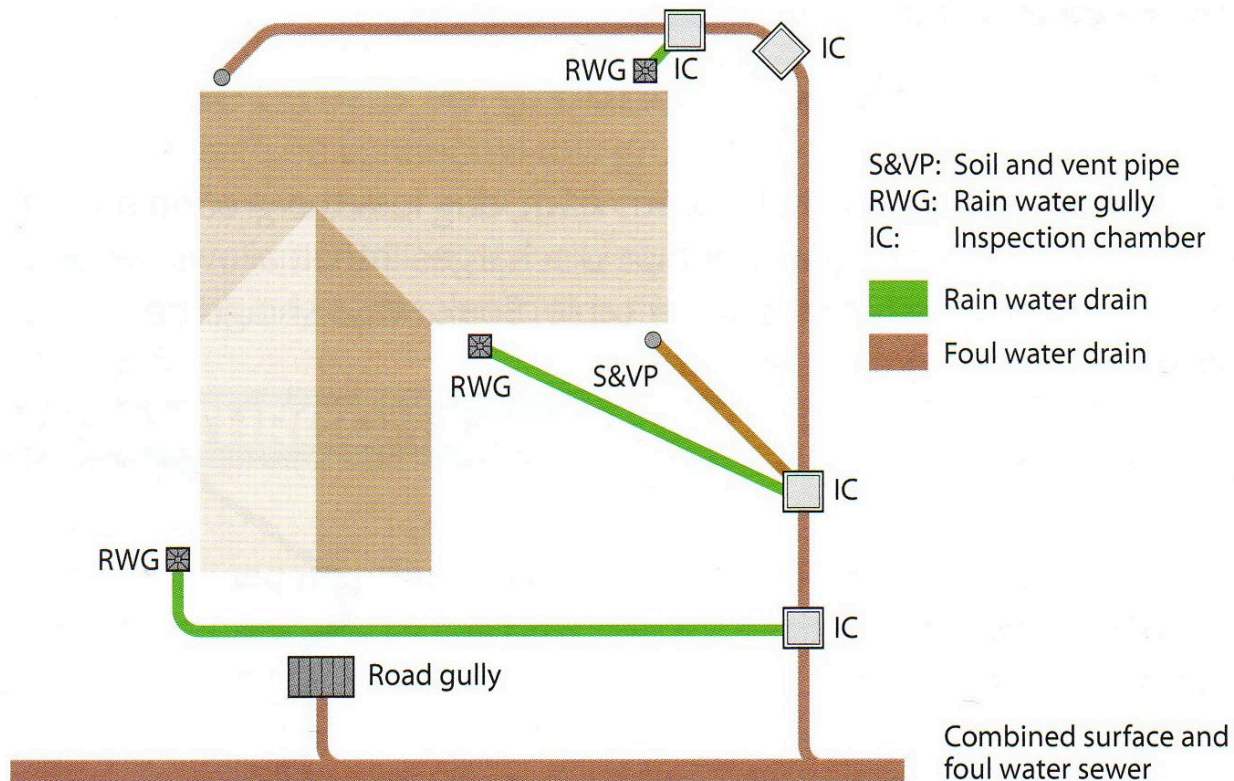 IC
RWG
IC
S&VP: Soil and vent pipe
RWG: Rain water gully
IC: Inspection chamber
Rain water drain
Foul water drain
RWG
S&VP
IC
RWG
IC
Road gully
Combined surface and
foul water sewer